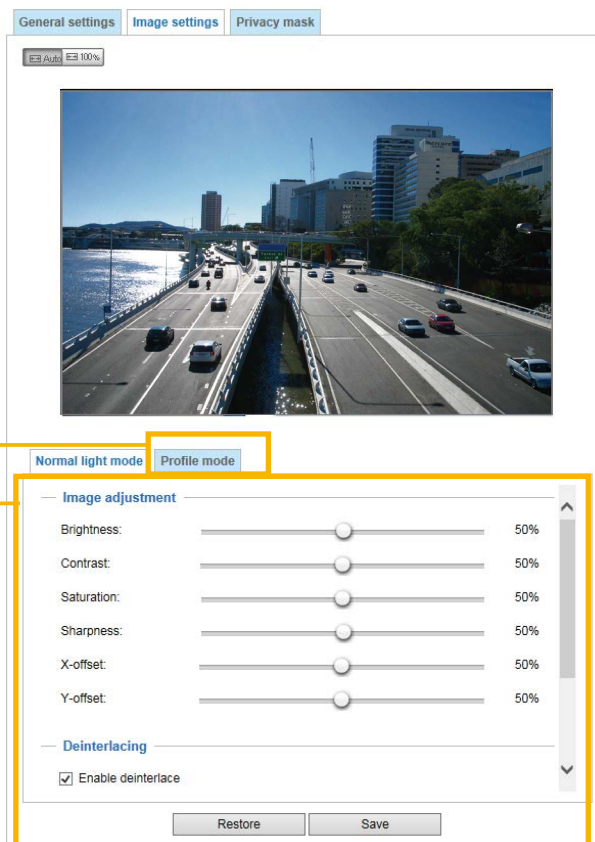 General settings Image settings Privacy mask
Auto 100%
Normal light mode Profile mode
Image adjustment
Brightness: 50%
Contrast: 50%
Saturation: 50%
Sharpness: 50%
X-offset: 50%
Y-offset: 50%
Deinterlacing
Enable deinterlace
Restore Save